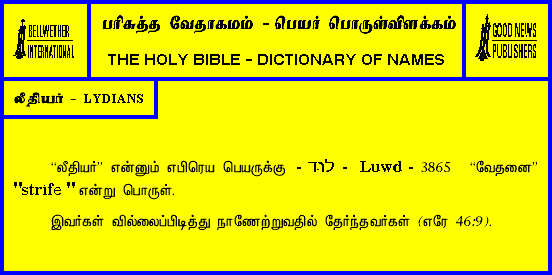 BELLWETHER
INTERNATIONAL
பரிசுத்த வேதாகமம் - பெயர் பொருள்விளக்கம்
THE HOLY BIBLE - DICTIONARY OF NAMES
GOOD NEWS
PUBLISHERS
லீதியர் - LYDIANS
“லீதியர்” என்னும் எபிரெய பெயருக்கு - לוד - Luwd - 3865 “வேதனை”
"strife " என்று பொருள்.
இவர்கள் வில்லைப்பிடித்து நாணேற்றுவதில் தேர்ந்தவர்கள் (எரே 46:9).